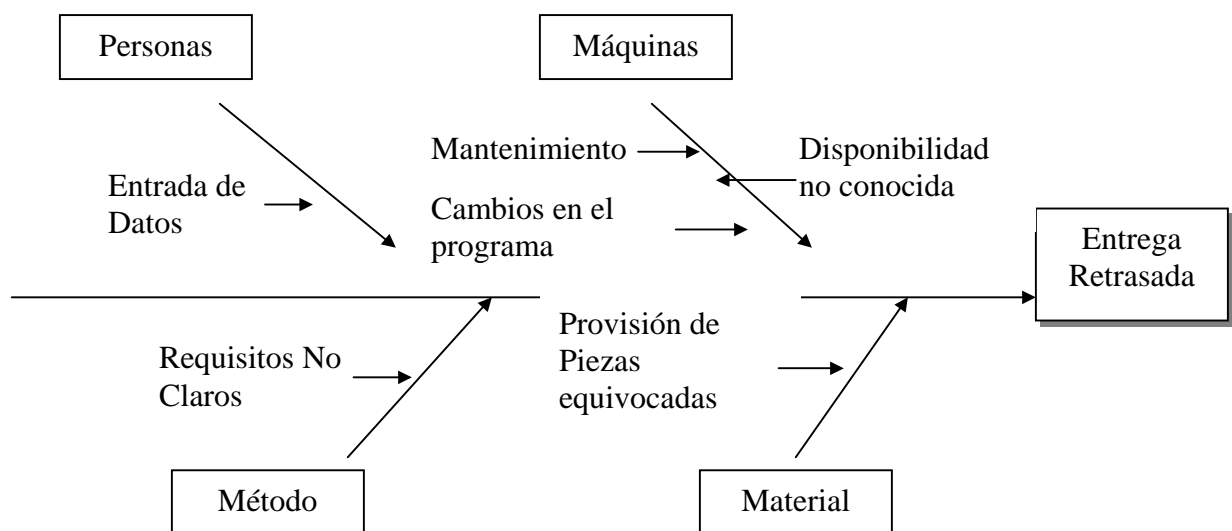 Personas
Máquinas
Mantenimiento
Disponibilidad
no conocida
Entrada de
Datos
Cambios en el
programa
Entrega
Retrasada
Requisitos No
Claros
Provisión de
Piezas
equivocadas
Método
Material